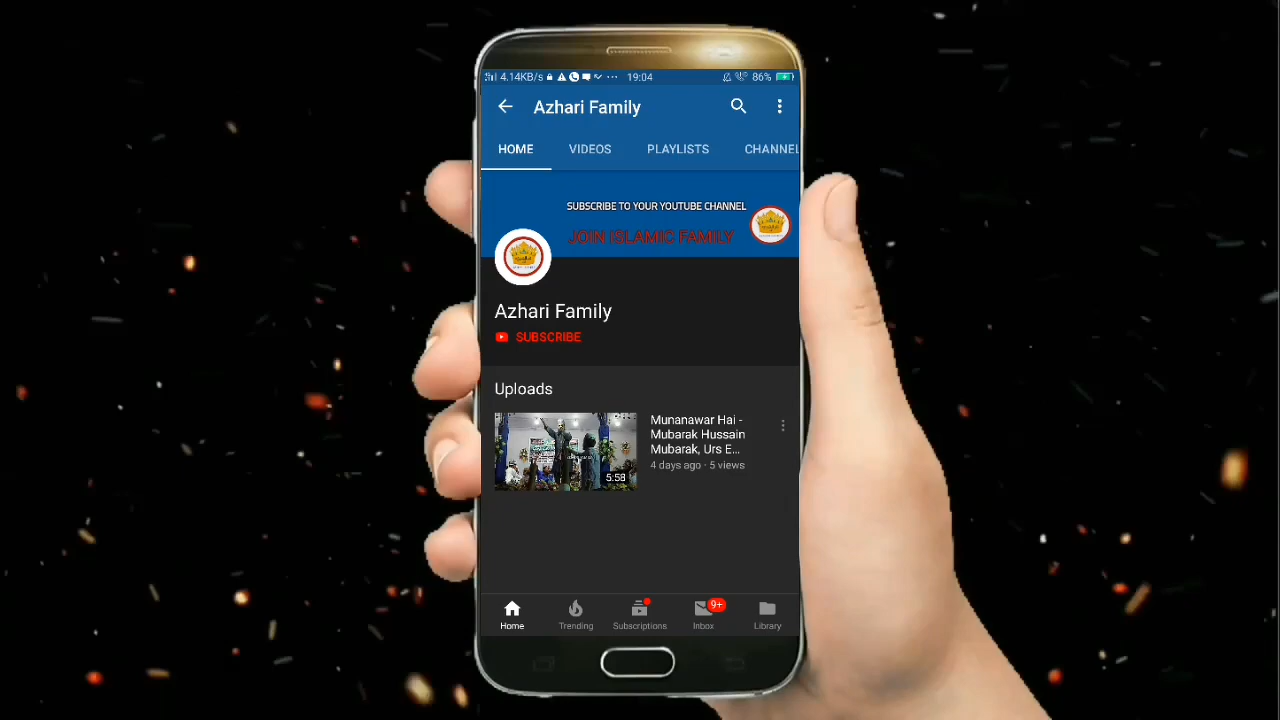 4.14KB/s 19:04 86%
Azhari Family
HOME VIDEOS PLAYLISTS CHANNEL
SUBSCRIBE TO YOUR YOUTUBE CHANNEL
JOIN ISLAMIC FAMILY
Azhari Family
SUBSCRIBE
Uploads
Munanawar Hai -
Mubarak Hussain
Mubarak, Urs E...
4 days ago · 5 views
5:58
9+
Home Trending Subscriptions Inbox Library